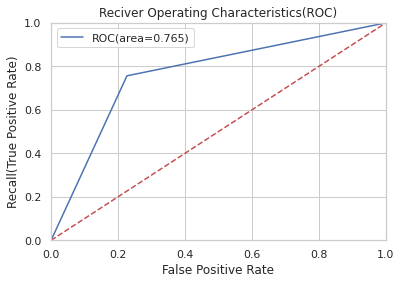 Reciver Operating Characteristics(ROC)
ROC(area=0.765)
Recall(True Positive Rate)
1.0
0.8
0.6
0.4
0.2
0.0
0.0 0.2 0.4 0.6 0.8 1.0
False Positive Rate